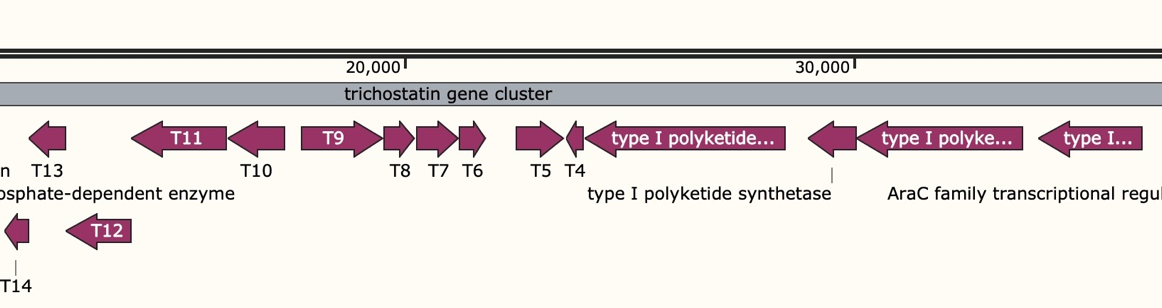 20,000 30,000
trichostatin gene cluster
T11 T9 type I polyketide... type I polyke... type I...
n T13 T10 T8 T7 T6 T5 T4
osphate-dependent enzyme type I polyketide synthetase AraC family transcriptional regul
T12
T14